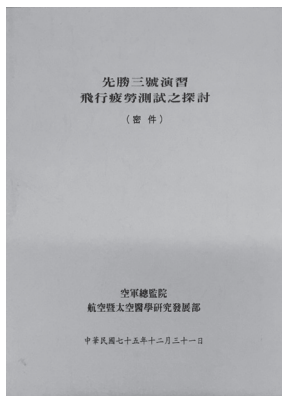 先勝三號演習
飛行疲勞測試之探討
(密 件)
空軍總監院
航空暨太空醫學研究發展部
中華民國七十五年十二月三十一日